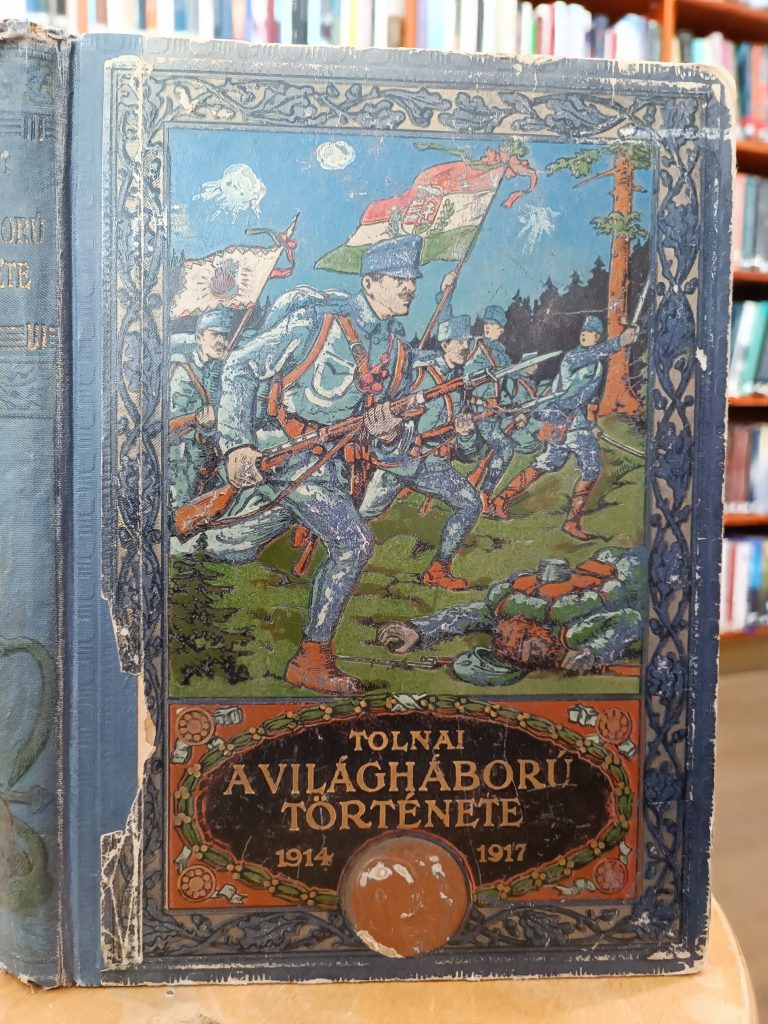 TOLNAI
A VILÁGHÁBORÚ
TÖRTÉNETE
1914 1917